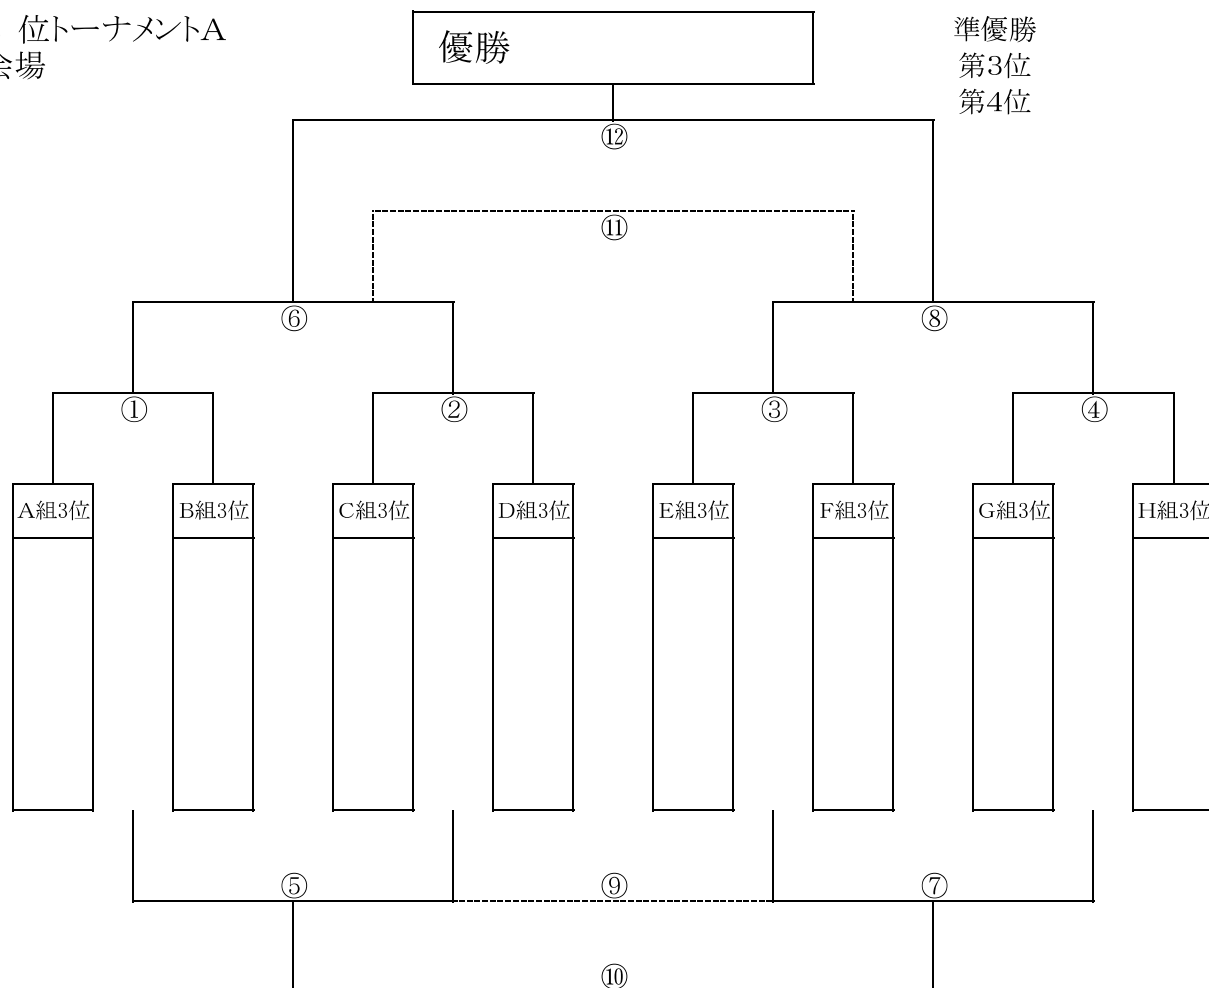 位トーナメントA
会場
優勝
準優勝
第3位
第4位
⑫
⑪
⑥ ⑧
① ② ③ ④
A組3位 B組3位 C組3位 D組3位 E組3位 F組3位 G組3位 H組3位
⑤ ⑨ ⑦
⑩